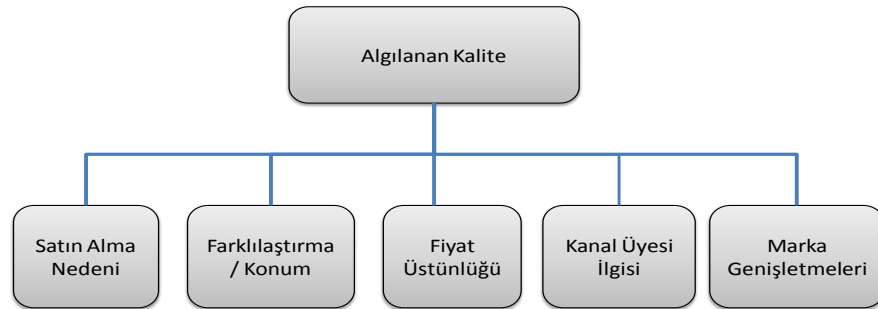 Algılanan Kalite
Satın Alma
Nedeni
Farklılaştırma
/ Konum
Fiyat
Üstünlüğü
Kanal Üyesi
İlgisi
Marka
Genişletmeleri